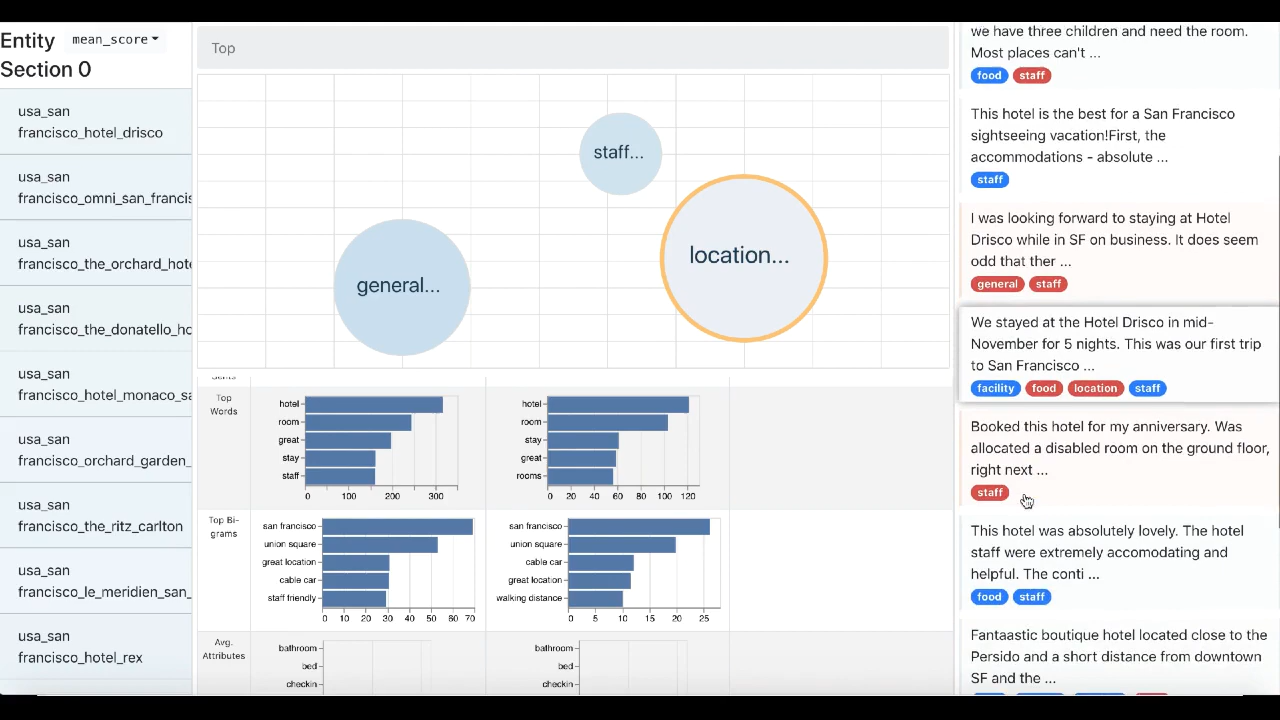 Entity mean_score
Section 0
usa_san
francisco_hotel_drisco
usa_san
francisco_omni_san_francis
usa_san
francisco_the_orchard_hote
usa_san
francisco_the_donatello_ho
usa_san
francisco_hotel_monaco_sa
usa_san
francisco_orchard_garden_
usa_san
francisco_the_ritz_carlton
usa_san
francisco_le_meridien_san_
usa_san
francisco_hotel_rex
Top
staff...
location...
general...
Top
Words
hotel
room
great
stay
staff
0 100 200 300
hotel
room
stay
great
rooms
0 20 40 60 80 100 120
Top Bi-
grams
san francisco
union square
great location
cable car
staff friendly
0 10 20 30 40 50 60 70
san francisco
union square
cable car
great location
walking distance
0 5 10 15 20 25
Avg.
Attributes
bathroom
bed
checkin
bathroom
bed
checkin
we have three children and need the room.
Most places can't ...
food staff
This hotel is the best for a San Francisco
sightseeing vacation!First, the
accommodations - absolute ...
staff
I was looking forward to staying at Hotel
Drisco while in SF on business. It does seem
odd that ther ...
general staff
We stayed at the Hotel Drisco in mid-
November for 5 nights. This was our first trip
to San Francisco ...
facility food location staff
Booked this hotel for my anniversary. Was
allocated a disabled room on the ground floor,
right next ...
staff
This hotel was absolutely lovely. The hotel
staff were extremely accomodating and
helpful. The conti ...
food staff
Fantaastic boutique hotel located close to the
Persido and a short distance from downtown
SF and the ...